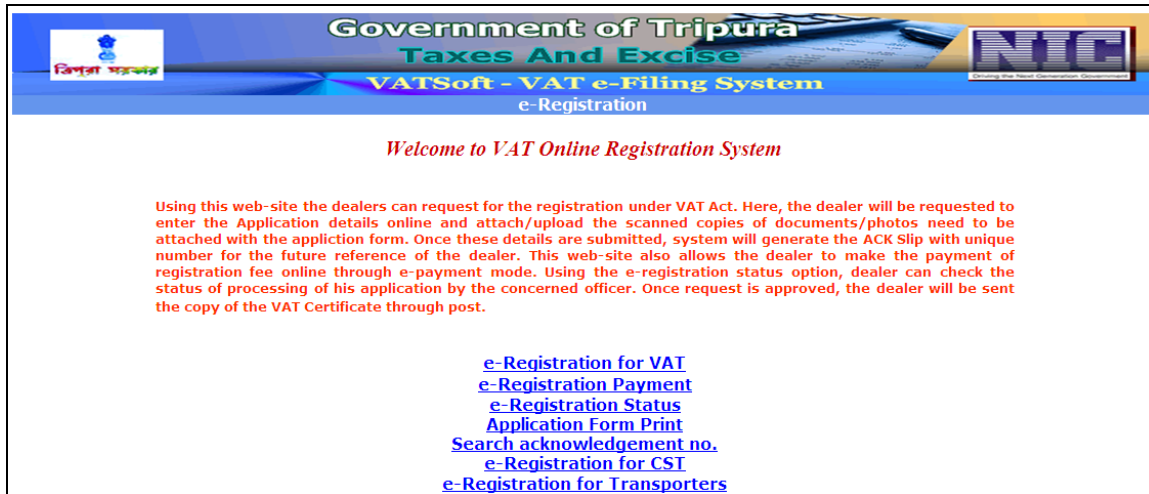 Government of Tripura
Taxes And Excise
ত্রিপুরা সরকার
NIC
Driving the Next Generation Government
VATSoft - VAT e-Filing System
e-Registration
Welcome to VAT Online Registration System
Using this web-site the dealers can request for the registration under VAT Act. Here, the dealer will be requested to
enter the Application details online and attach/upload the scanned copies of documents/photos need to be
attached with the appliction form. Once these details are submitted, system will generate the ACK Slip with unique
number for the future reference of the dealer. This web-site also allows the dealer to make the payment of
registration fee online through e-payment mode. Using the e-registration status option, dealer can check the
status of processing of his application by the concerned officer. Once request is approved, the dealer will be sent
the copy of the VAT Certificate through post.
e-Registration for VAT
e-Registration Payment
e-Registration Status
Application Form Print
Search acknowledgement no.
e-Registration for CST
e-Registration for Transporters